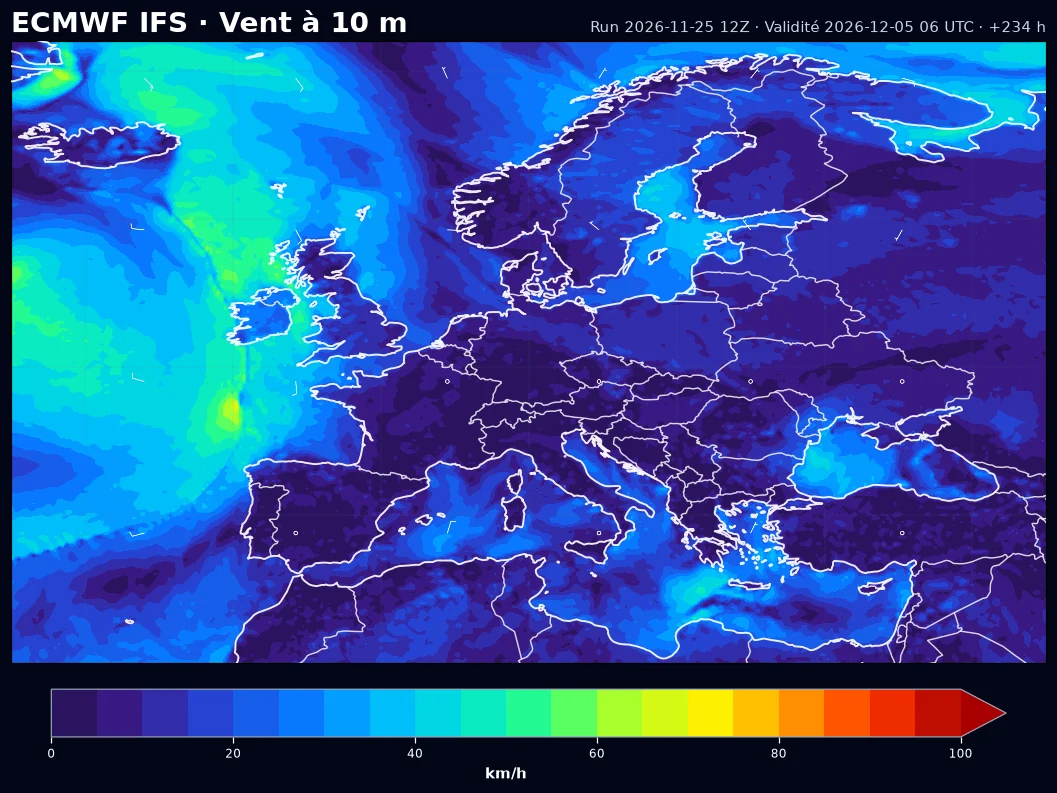 ECMWF IFS · Vent à 10 m
Run 2026-11-25 12Z · Validité 2026-12-05 06 UTC · +234 h
0 20 40 60 80 100
km/h